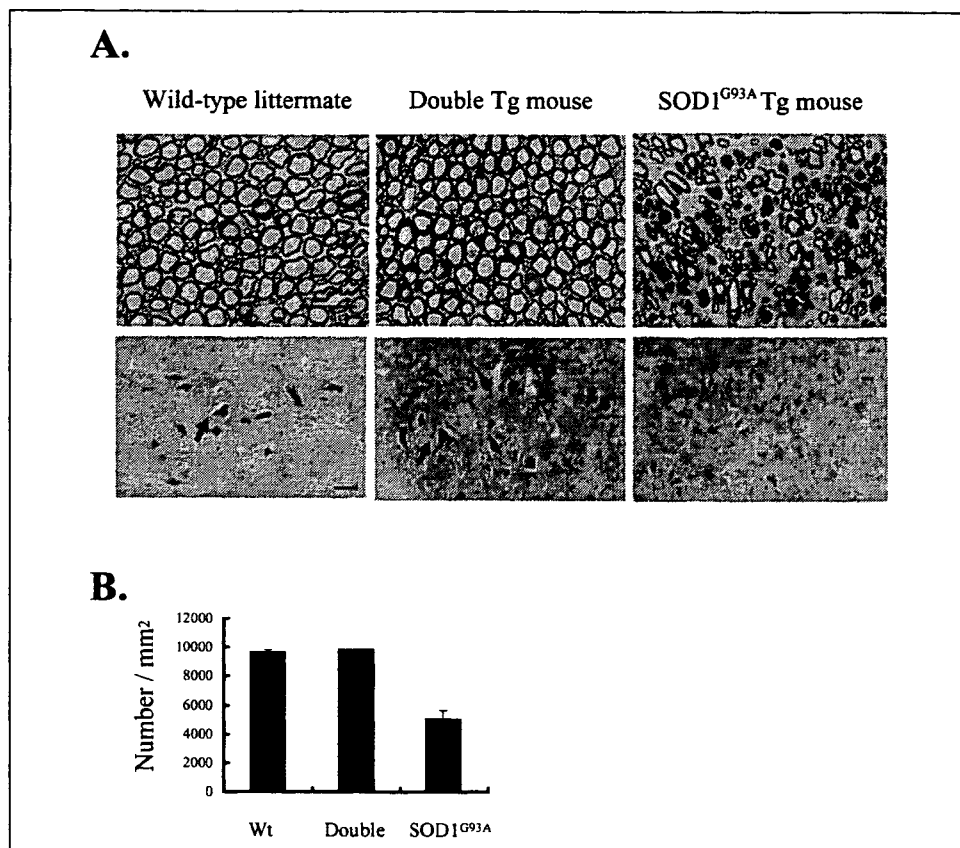 A.
Wild-type littermate Double Tg mouse SOD1G93A Tg mouse
B.
Number / mm2
12000
10000
8000
6000
4000
2000
0
Wt Double SOD1G93A